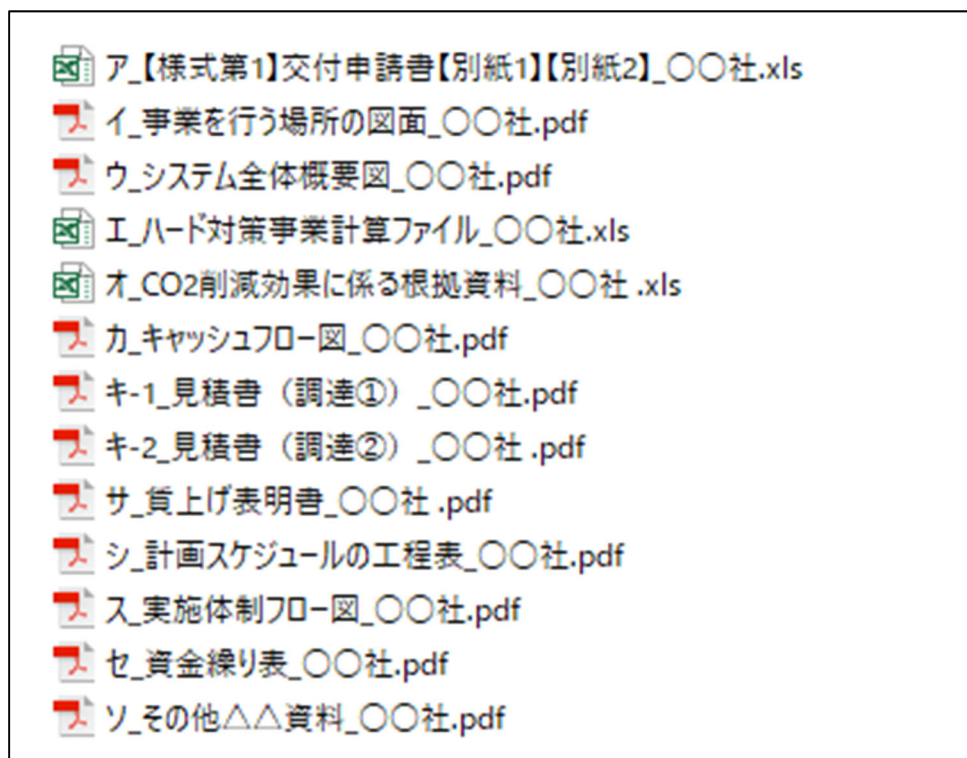 ア_【様式第1】交付申請書【別紙1】【別紙2】_〇〇社.xls
イ_事業を行う場所の図面_〇〇社.pdf
ウ_システム全体概要図_〇〇社.pdf
エ_ハード対策事業計算ファイル_〇〇社.xls
オ_CO2削減効果に係る根拠資料_〇〇社 .xls
カ_キャッシュフロー図_〇〇社.pdf
キ-1_見積書（調達①）_〇〇社.pdf
キ-2_見積書（調達②）_〇〇社 .pdf
サ_賃上げ表明書_〇〇社 .pdf
シ_計画スケジュールの工程表_〇〇社.pdf
ス_実施体制フロー図_〇〇社.pdf
セ_資金繰り表_〇〇社.pdf
ソ_その他△△資料_〇〇社.pdf